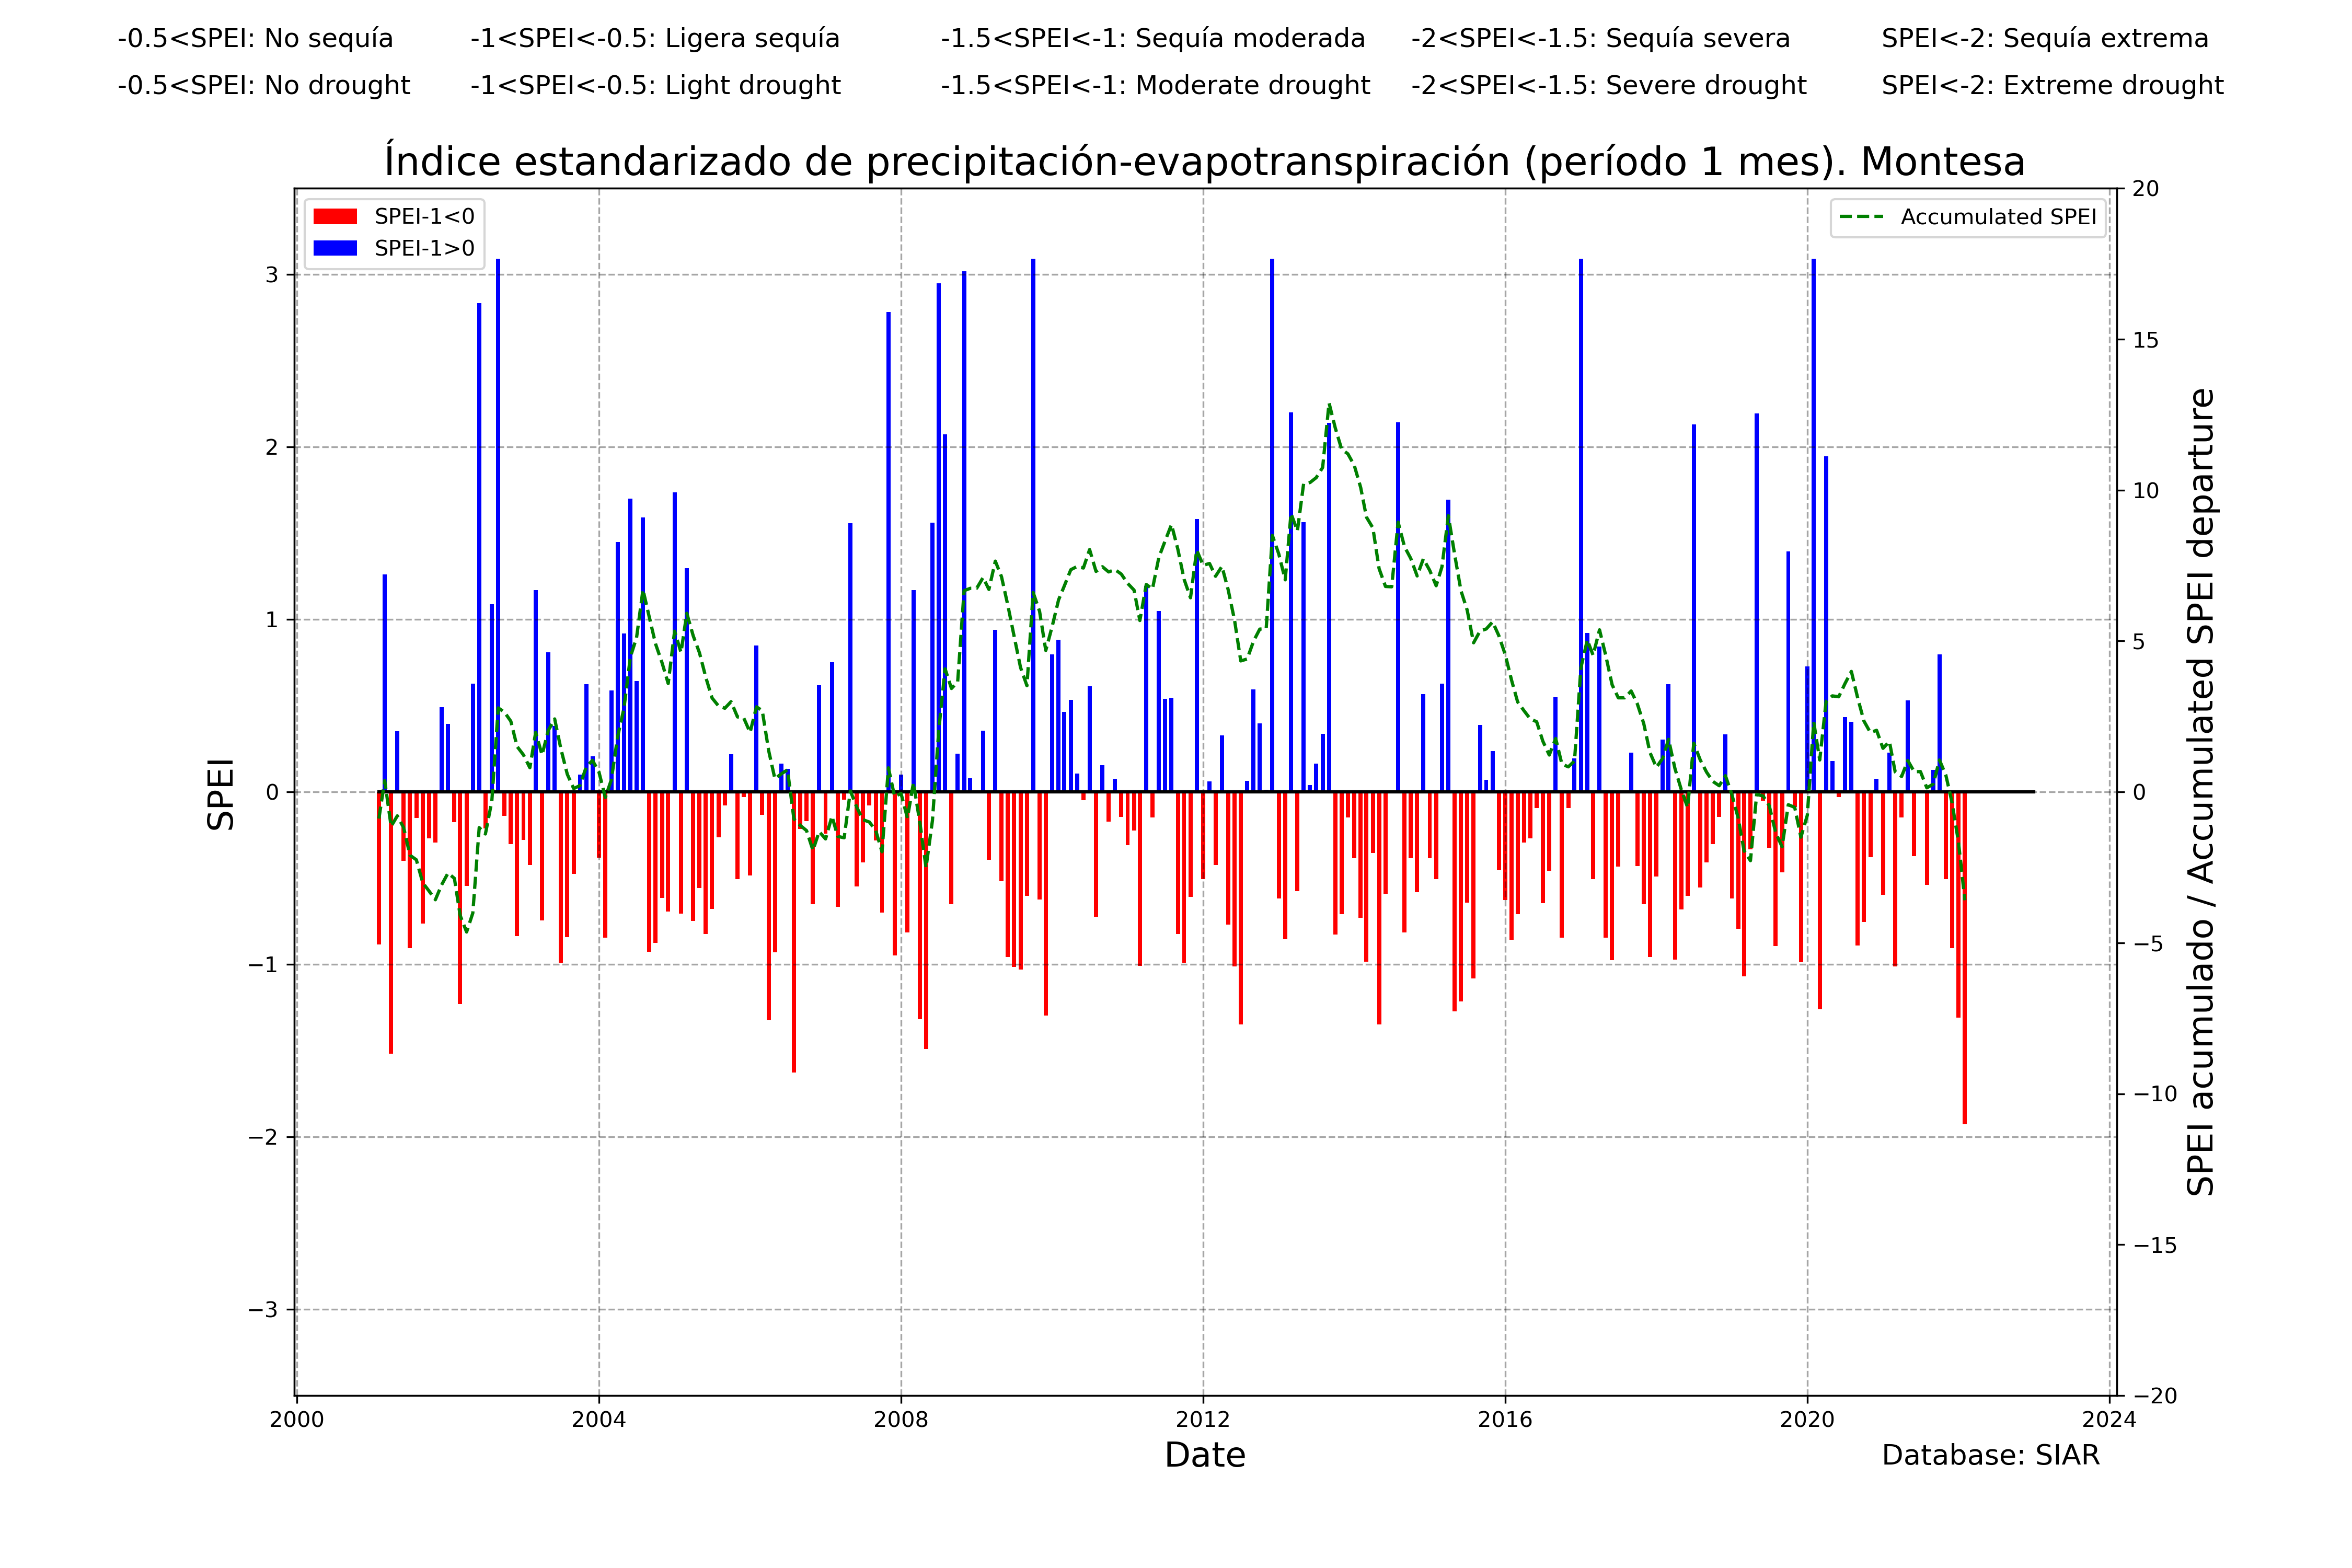 -0.5<SPEI: No sequía -1<SPEI<-0.5: Ligera sequía -1.5<SPEI<-1: Sequía moderada -2<SPEI<-1.5: Sequía severa SPEI<-2: Sequía extrema
-0.5<SPEI: No drought -1<SPEI<-0.5: Light drought -1.5<SPEI<-1: Moderate drought -2<SPEI<-1.5: Severe drought SPEI<-2: Extreme drought
Índice estandarizado de precipitación-evapotranspiración (período 1 mes). Montesa
SPEI-1<0
SPEI-1>0
Accumulated SPEI
SPEI
3
2
1
0
−1
−2
−3
20
15
10
5
0
−5
−10
−15
−20
SPEI acumulado / Accumulated SPEI departure
2000 2004 2008 2012 2016 2020 2024
Date
Database: SIAR